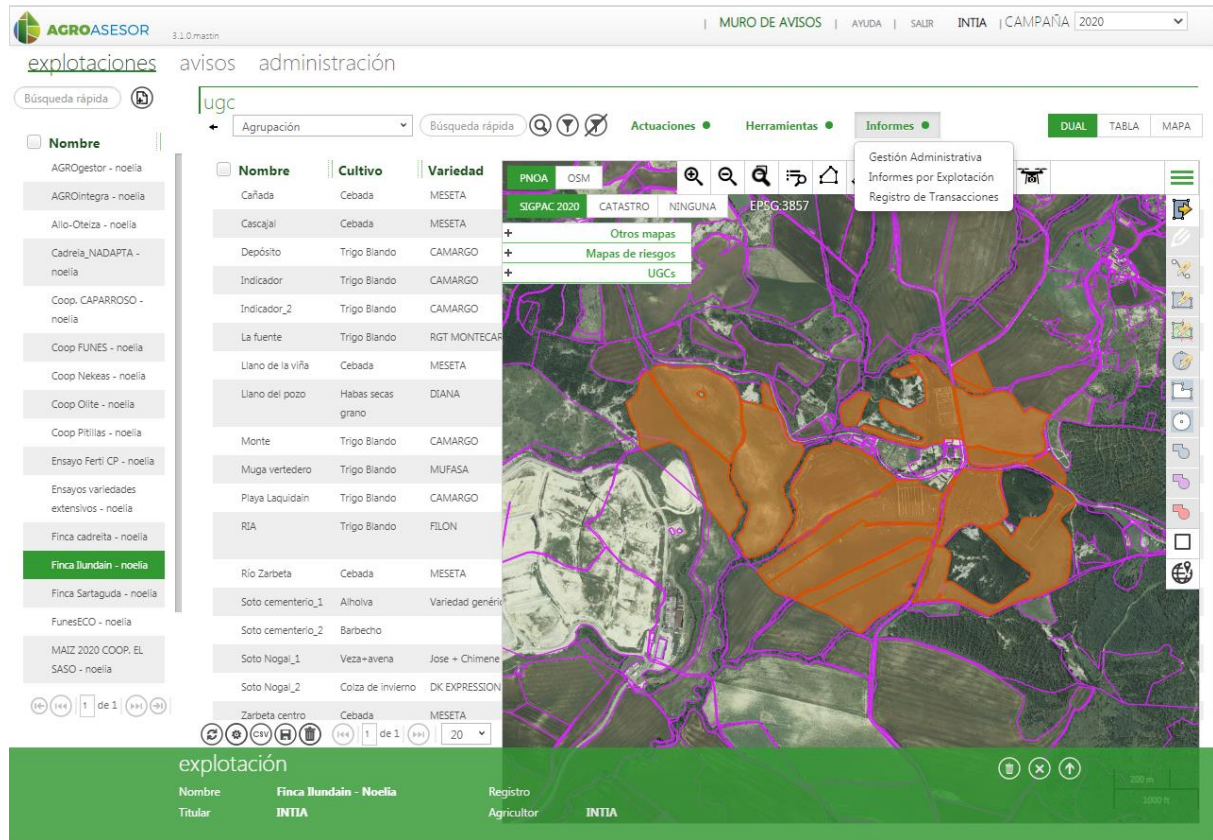 AGROASESOR 3.1.0.mastin
| MURO DE AVISOS | AYUDA | SALIR INTIA | CAMPAÑA 2020
explotaciones avisos administración
Búsqueda rápida
Nombre
AGROgestor - noelia
AGROintegra - noelia
Allo-Oteiza - noelia
Cadreia_NADAPTA -
noelia
Coop. CAPARROSO -
noelia
Coop FUNES - noelia
Coop Nekeas - noelia
Coop Olite - noelia
Coop Pitillas - noelia
Ensayo Ferti CP - noelia
Ensayos variedades
extensivos - noelia
Finca cadreita - noelia
Finca Ilundain - noelia
Finca Sartaguda - noelia
FunesECO - noelia
MAIZ 2020 COOP. EL
SASO - noelia
1 de 1
ugc
Agrupación Búsqueda rápida Actuaciones Herramientas Informes DUAL TABLA MAPA
Gestión Administrativa
Informes por Explotación
Registro de Transacciones
Nombre Cultivo Variedad
Cañada Cebada MESETA
Cascajal Cebada MESETA
Depósito Trigo Blando CAMARGO
Indicador Trigo Blando CAMARGO
Indicador_2 Trigo Blando CAMARGO
La fuente Trigo Blando RGT MONTECAR
Llano de la viña Cebada MESETA
Llano del pozo Habas secas DIANA
grano
Monte Trigo Blando CAMARGO
Muga vertedero Trigo Blando MUFASA
Playa Laquidain Trigo Blando CAMARGO
RIA Trigo Blando FILON
Río Zarbeta Cebada MESETA
Soto cementerio_1 Alholva Variedad genéric
Soto cementerio_2 Barbecho
Soto Nogal_1 Veza+avena Jose + Chimene
Soto Nogal_2 Colza de invierno DK EXPRESSION
Zarbeta centro Cebada MESETA
CSV 1 de 1 20
PNOA OSM
SIGPAC 2020 CATASTRO NINGUNA EPSG:3857
+ Otros mapas
+ Mapas de riesgos
+ UGCs
200 m
1000 ft
explotación
Nombre Finca Ilundain - Noelia Registro
Titular INTIA Agricultor INTIA